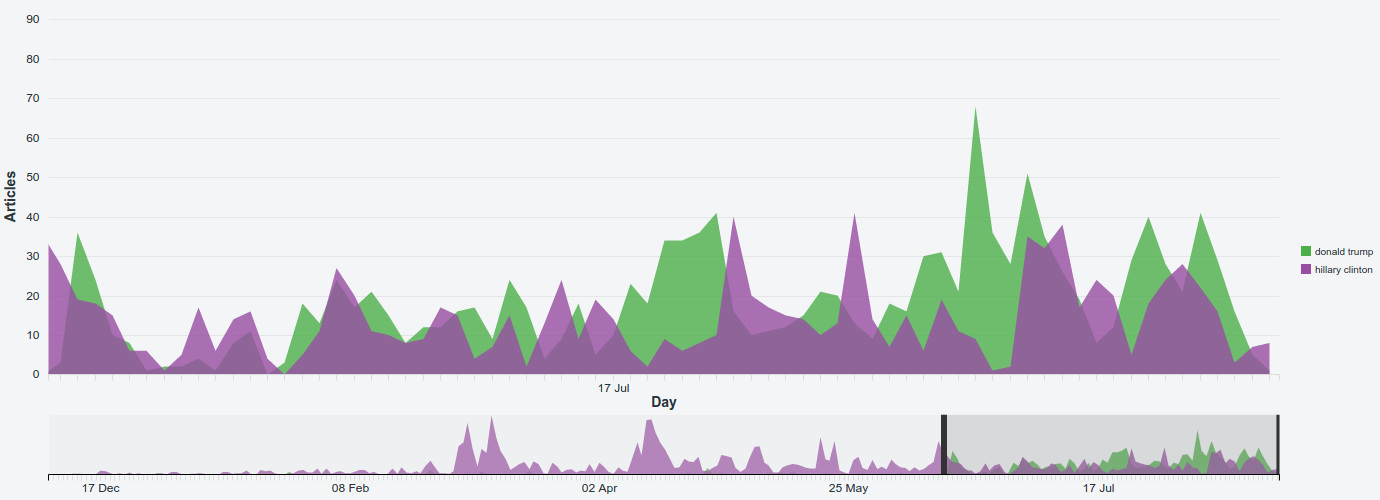 90
80
70
60
50
40
30
20
10
0
Articles
17 Jul
Day
donald trump
hillary clinton
17 Dec
08 Feb
02 Apr
25 May
17 Jul